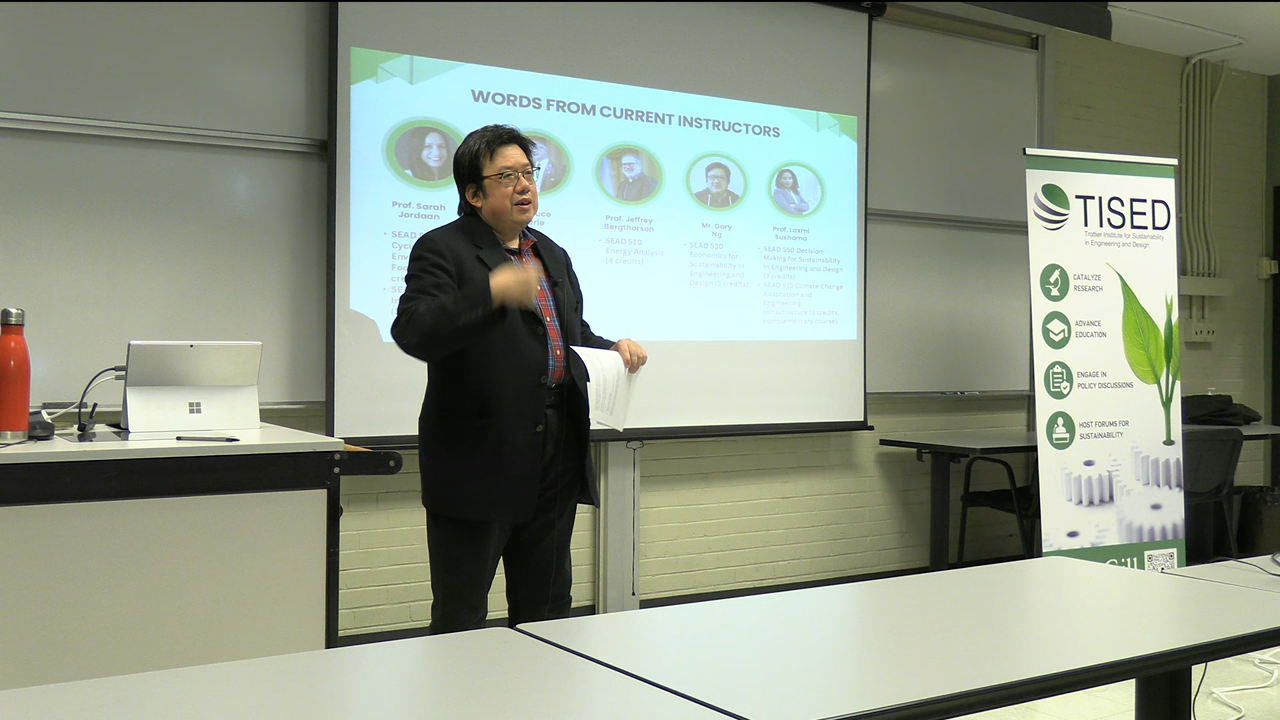 WORDS FROM CURRENT INSTRUCTORS
Prof. Sarah
Jordaan
Prof. Jeffrey
Bergthorson
SEAD 510
Energy Analysis
(4 credits)
Mr. Gary
Ng
SEAD 530
Economics for
Sustainability in
Engineering and
Design (3 credits)
Prof. Laxmi
Sushama
SEAD 550 Decision-
Making for Sustainability
in Engineering and Design
(3 credits)
SEAD 515 Climate Change
Adaptation and
Engineering
Infrastructure (3 credits,
complementary course)
TISED
Trottier Institute for Sustainability
in Engineering and Design
CATALYZE
RESEARCH
ADVANCE
EDUCATION
ENGAGE IN
POLICY DISCUSSIONS
HOST FORUMS FOR
SUSTAINABILITY